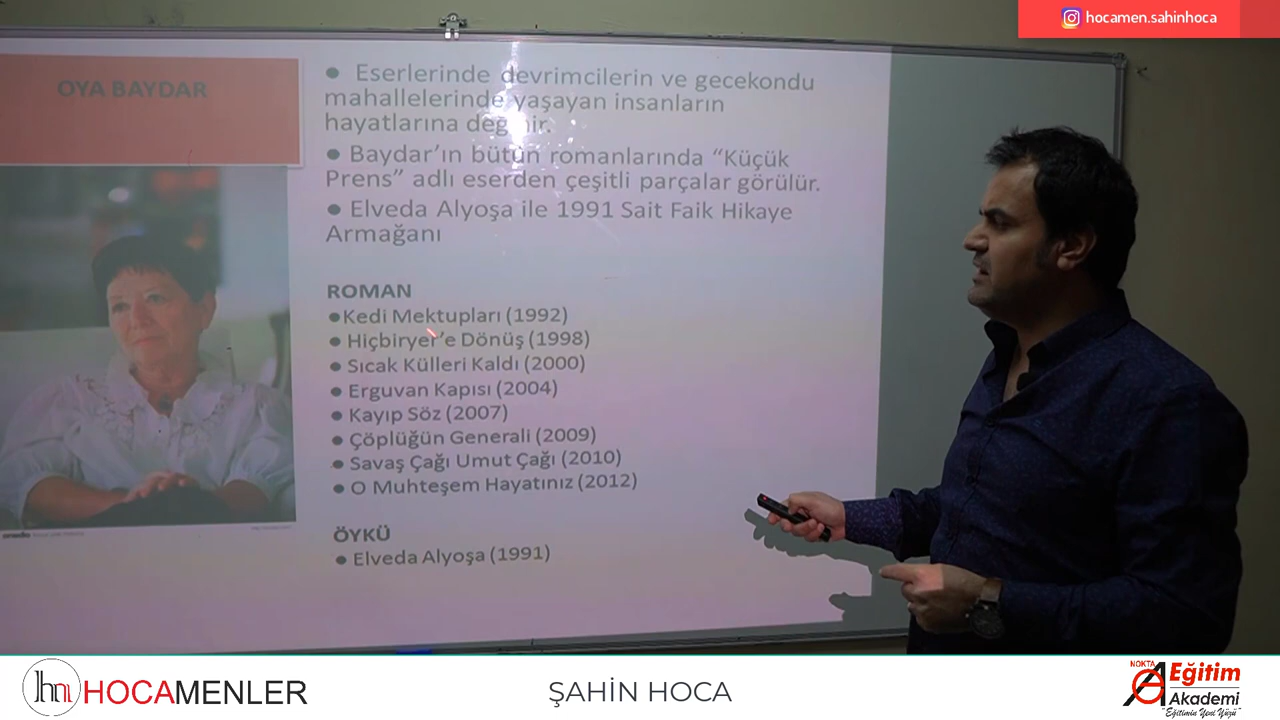 hocamen.sahinhoca
OYA BAYDAR
● Eserlerinde devrimcilerin ve gecekondu
mahallelerinde yaşayan insanların
hayatlarına değinir.
● Baydar’ın bütün romanlarında “Küçük
Prens” adlı eserden çeşitli parçalar görülür.
● Elveda Alyoşa ile 1991 Sait Faik Hikaye
Armağanı
ROMAN
● Kedi Mektupları (1992)
● Hiçbiryer’e Dönüş (1998)
● Sıcak Külleri Kaldı (2000)
● Erguvan Kapısı (2004)
● Kayıp Söz (2007)
● Çöplüğün Generali (2009)
● Savaş Çağı Umut Çağı (2010)
● O Muhteşem Hayatınız (2012)
ÖYKÜ
● Elveda Alyoşa (1991)
hm HOCAMENLER
ŞAHİN HOCA
NOKTA
A Eğitim
Akademi
"Eğitimin Yeni Yüzü"